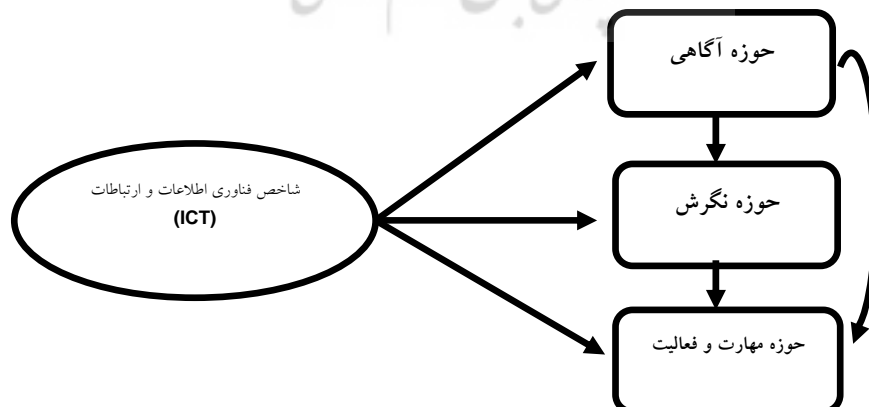 حوزه آگاهی
شاخص فناوری اطلاعات و ارتباطات
(ICT)
حوزه نگرش
حوزه مهارت و فعالیت